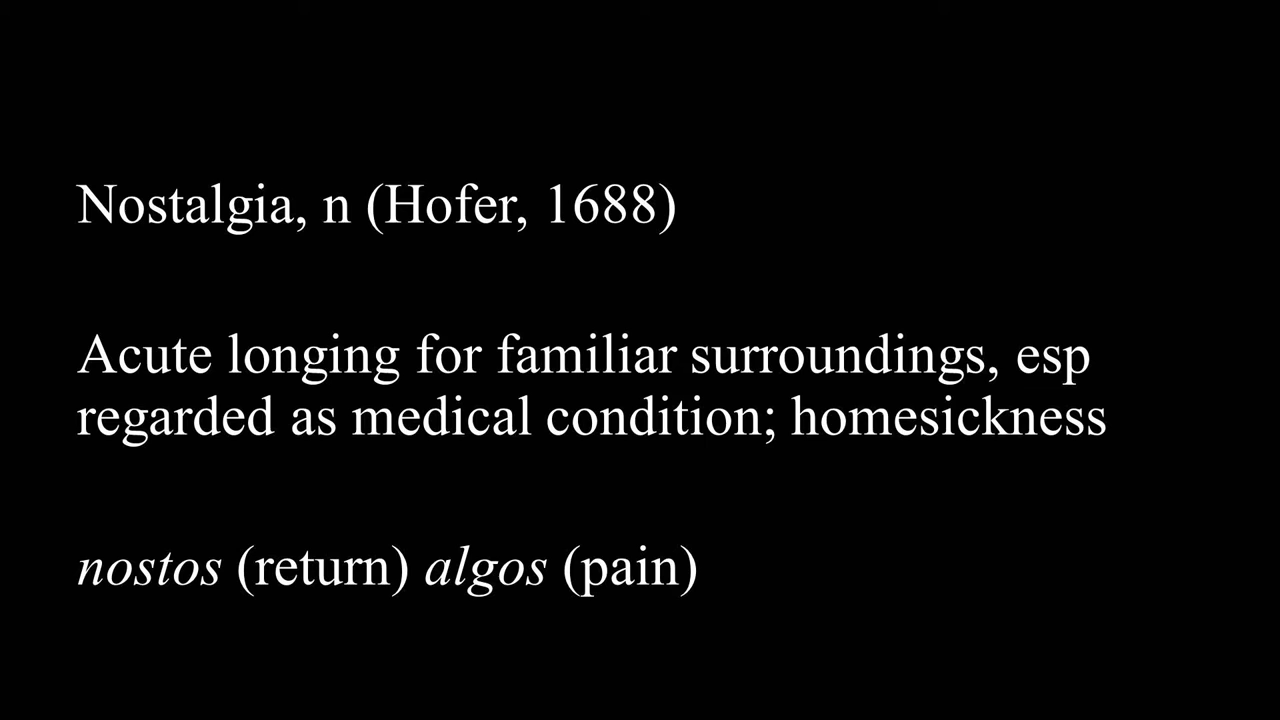 Nostalgia, n (Hofer, 1688)
Acute longing for familiar surroundings, esp
regarded as medical condition; homesickness
nostos (return) algos (pain)